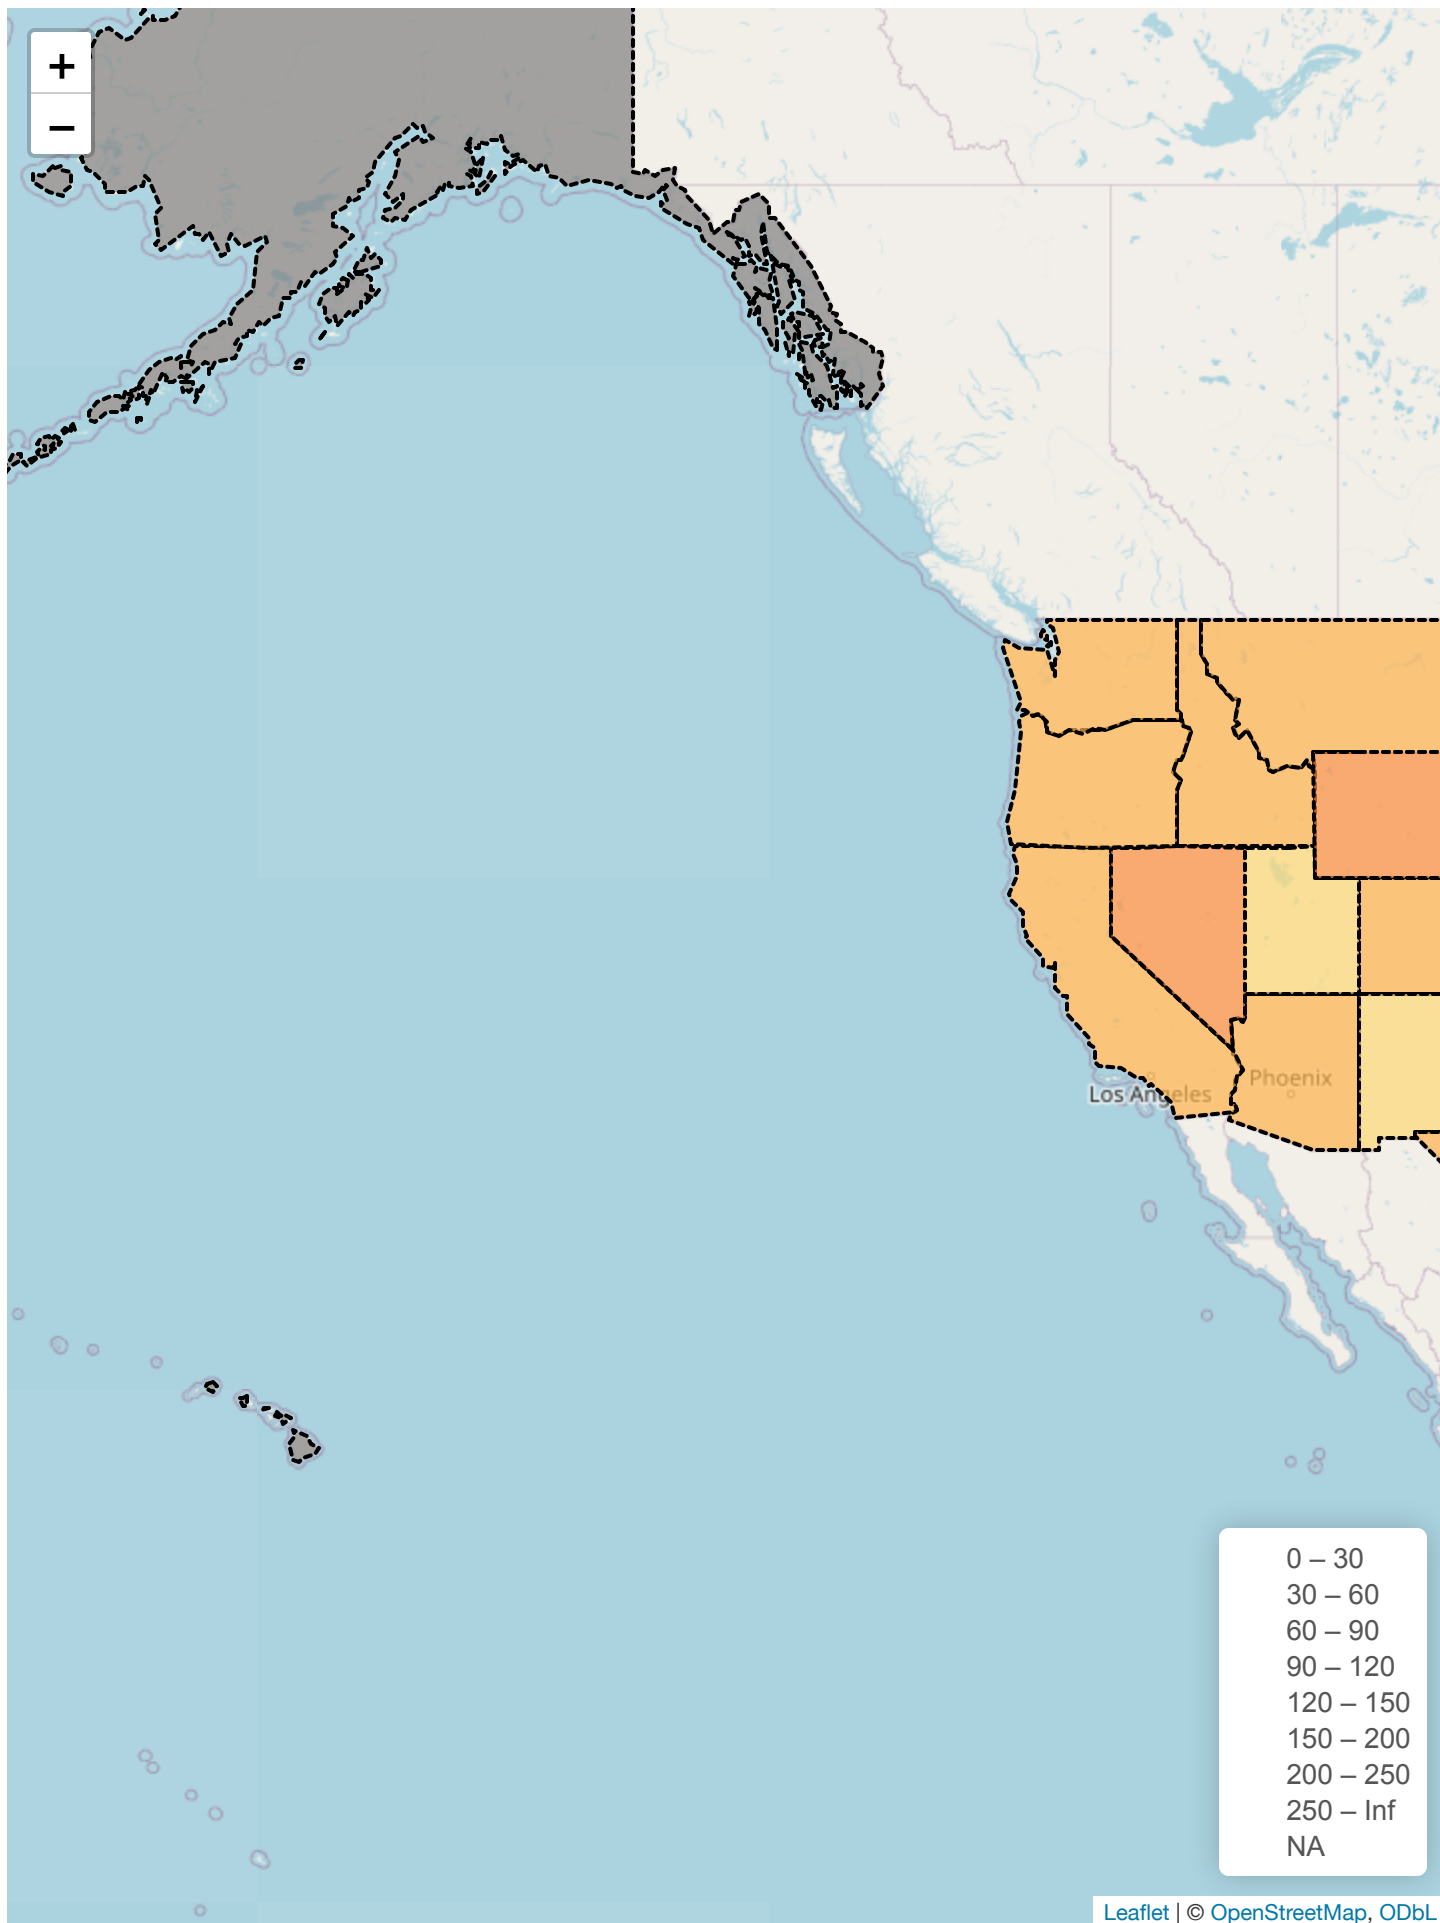 +
−
Los Angeles
Phoenix
0 – 30
30 – 60
60 – 90
90 – 120
120 – 150
150 – 200
200 – 250
250 – Inf
NA
Leaflet | © OpenStreetMap, ODbL